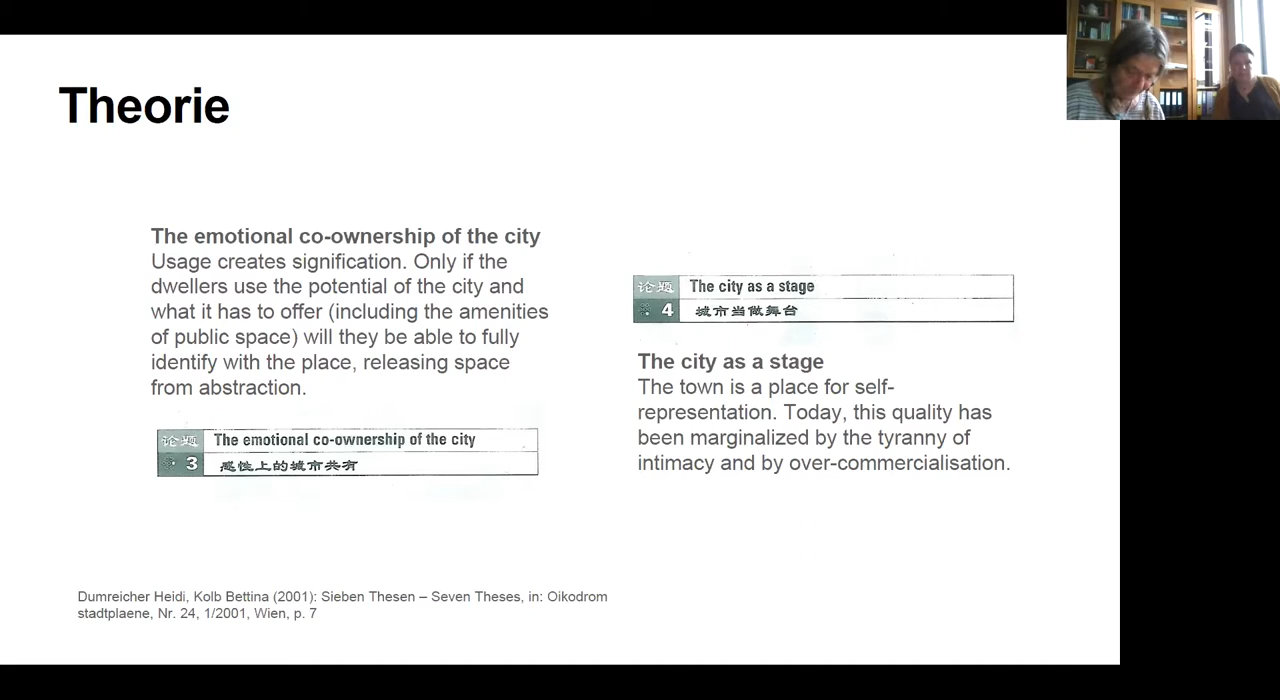 Theorie
The emotional co-ownership of the city
Usage creates signification. Only if the
dwellers use the potential of the city and
what it has to offer (including the amenities
of public space) will they be able to fully
identify with the place, releasing space
from abstraction.
论题 The emotional co-ownership of the city
3 感性上的城市共有
论题 The city as a stage
4 城市当做舞台
The city as a stage
The town is a place for self-
representation. Today, this quality has
been marginalized by the tyranny of
intimacy and by over-commercialisation.
Dumreicher Heidi, Kolb Bettina (2001): Sieben Thesen – Seven Theses, in: Oikodrom
stadtplaene, Nr. 24, 1/2001, Wien, p. 7